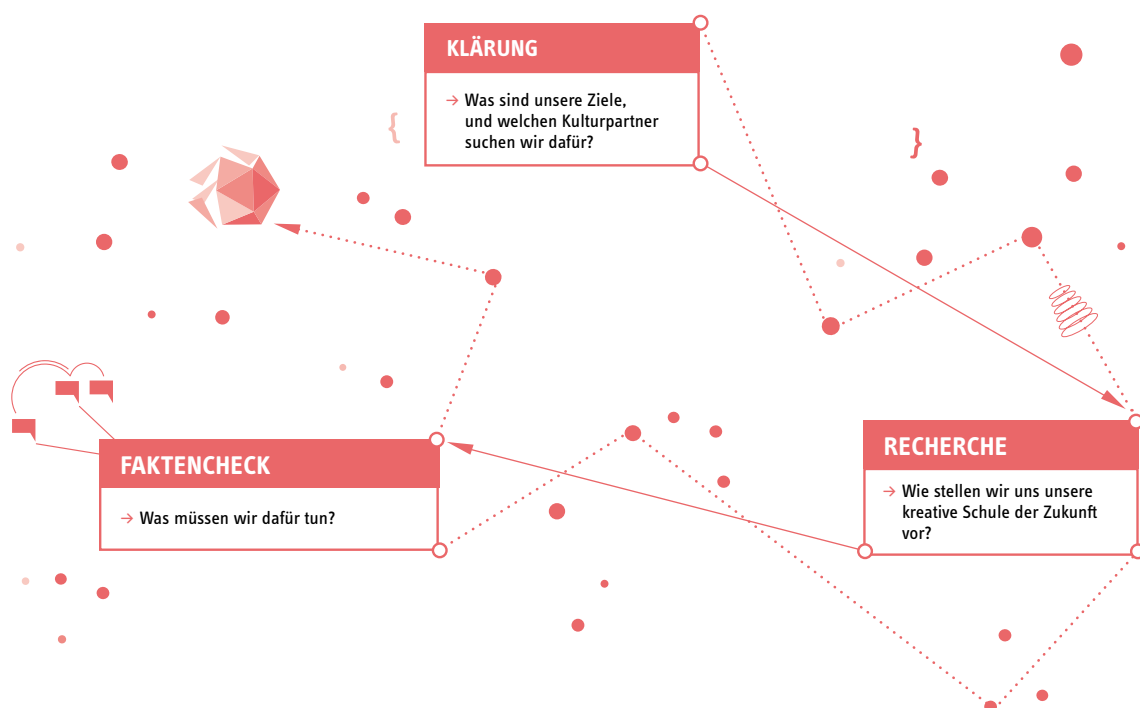 KLÄRUNG
→ Was sind unsere Ziele,
und welchen Kulturpartner
suchen wir dafür?
{
}
RECHERCHE
→ Wie stellen wir uns unsere
kreative Schule der Zukunft
vor?
FAKTENCHECK
→ Was müssen wir dafür tun?